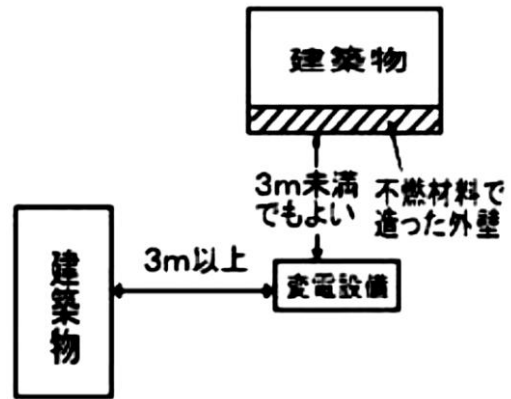 建築物
3m未満
でもよい
不燃材料で
造った外壁
建築物
3m以上
変電設備